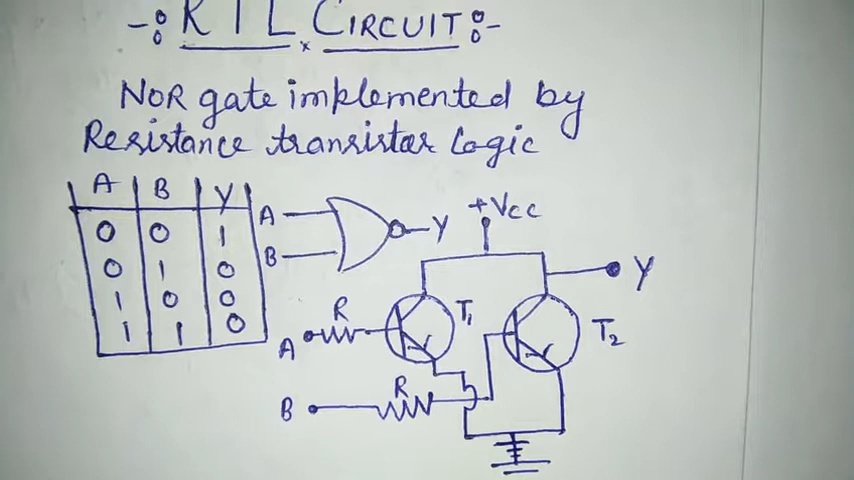 RTL CIRCUIT
NOR gate implemented by
Resistance transistar Logic
A B Y
0 0 1
0 1 0
1 0 0
1 1 0
A
B
Y
+Vcc
Y
R
T1
T2
A
R
B